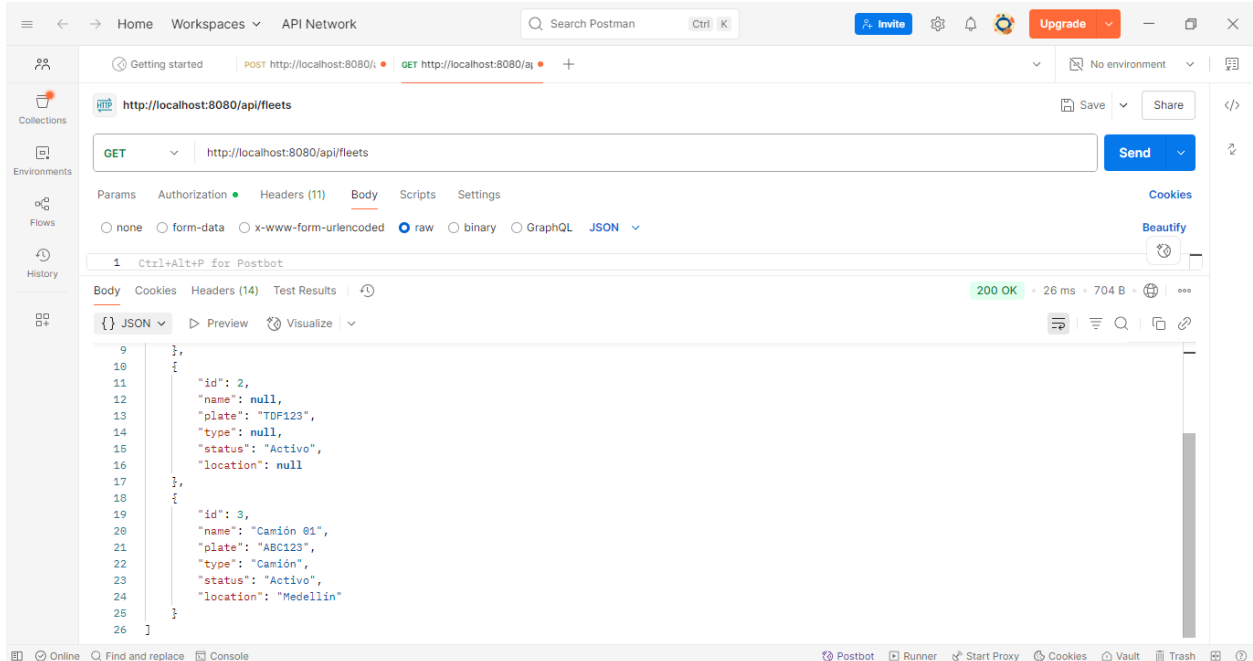 Home Workspaces API Network Search Postman Ctrl K Invite Upgrade
Getting started POST http://localhost:8080/ GET http://localhost:8080/ap No environment
HTTP http://localhost:8080/api/fleets Save Share
Collections
GET http://localhost:8080/api/fleets Send
Environments
Params Authorization Headers (11) Body Scripts Settings Cookies
Flows
none form-data x-www-form-urlencoded raw binary GraphQL JSON Beautify
History
1 Ctrl+Alt+P for Postbot
Body Cookies Headers (14) Test Results 200 OK 26 ms 704 B
{} JSON Preview Visualize
9 },
10 {
11 "id": 2,
12 "name": null,
13 "plate": "TDF123",
14 "type": null,
15 "status": "Activo",
16 "location": null
17 },
18 {
19 "id": 3,
20 "name": "Camión 01",
21 "plate": "ABC123",
22 "type": "Camión",
23 "status": "Activo",
24 "location": "Medellín"
25 }
26 ]
Online Find and replace Console Postbot Runner Start Proxy Cookies Vault Trash